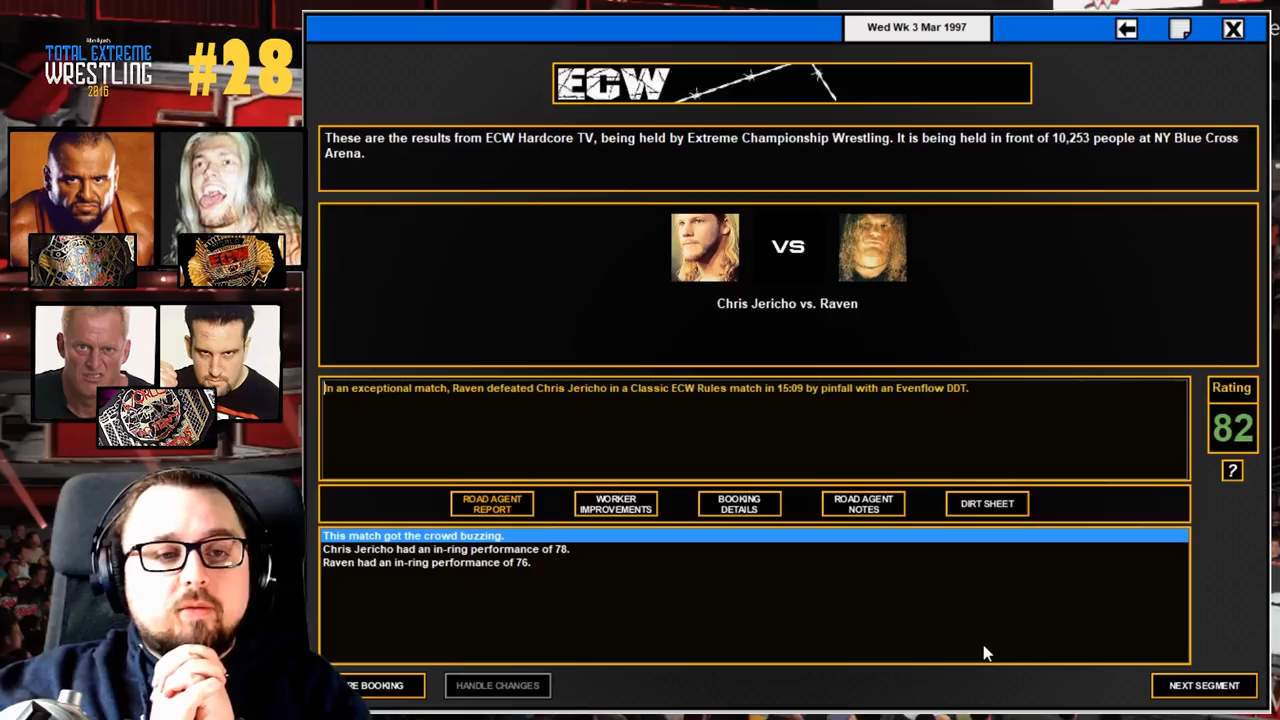 Adam Ryland's
TOTAL EXTREME
WRESTLING
2016
#28
Wed Wk 3 Mar 1997
X
ECW
These are the results from ECW Hardcore TV, being held by Extreme Championship Wrestling. It is being held in front of 10,253 people at NY Blue Cross
Arena.
VS
Chris Jericho vs. Raven
In an exceptional match, Raven defeated Chris Jericho in a Classic ECW Rules match in 15:09 by pinfall with an Evenflow DDT.
Rating
82
?
ROAD AGENT
REPORT
WORKER
IMPROVEMENTS
BOOKING
DETAILS
ROAD AGENT
NOTES
DIRT SHEET
This match got the crowd buzzing.
Chris Jericho had an in-ring performance of 78.
Raven had an in-ring performance of 76.
RE BOOKING
HANDLE CHANGES
NEXT SEGMENT
ECW